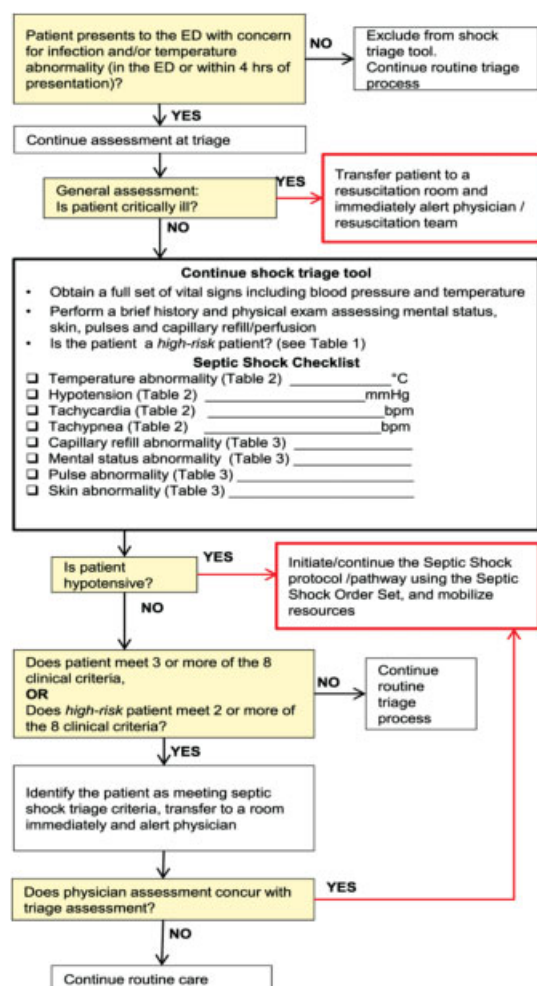 Patient presents to the ED with concern
for infection and/or temperature
abnormality (in the ED or within 4 hrs of
presentation)?
NO
Exclude from shock
triage tool.
Continue routine triage
process
YES
Continue assessment at triage
General assessment:
Is patient critically ill?
YES
Transfer patient to a
resuscitation room and
immediately alert physician /
resuscitation team
NO
Continue shock triage tool
• Obtain a full set of vital signs including blood pressure and temperature
• Perform a brief history and physical exam assessing mental status,
skin, pulses and capillary refill/perfusion
• Is the patient a high-risk patient? (see Table 1)
Septic Shock Checklist
❑ Temperature abnormality (Table 2) ______________°C
❑ Hypotension (Table 2) ______________________mmHg
❑ Tachycardia (Table 2) ________________________bpm
❑ Tachypnea (Table 2) ________________________bpm
❑ Capillary refill abnormality (Table 3) ________________
❑ Mental status abnormality (Table 3) ________________
❑ Pulse abnormality (Table 3) ______________________
❑ Skin abnormality (Table 3) ________________________
Is patient
hypotensive?
YES
Initiate/continue the Septic Shock
protocol /pathway using the Septic
Shock Order Set, and mobilize
resources
NO
Does patient meet 3 or more of the 8
clinical criteria,
OR
Does high-risk patient meet 2 or more of
the 8 clinical criteria?
NO
Continue
routine
triage
process
YES
Identify the patient as meeting septic
shock triage criteria, transfer to a room
immediately and alert physician
Does physician assessment concur with
triage assessment?
YES
NO
Continue routine care